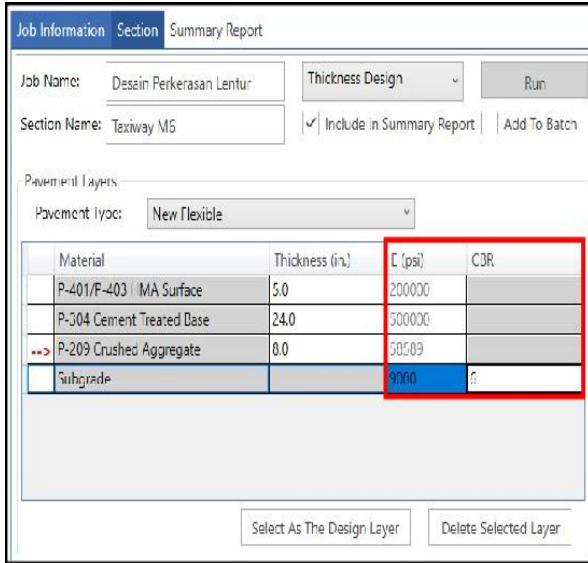 Job Information Section Summary Report
Job Name: Desain Perkerasan Lentur Thickness Design Run
Section Name: Taxiway M6 Include In Summary Report Add To Batch
Pavement Layers
Pavement Type: New Flexible
Material Thickness (in.) E (psi) CBR
P-401/P-403 HMA Surface 5.0 200000
P-304 Cement Treated Base 24.0 500000
--> P-209 Crushed Aggregate 8.0 58589
Subgrade 9000 6
Select As The Design Layer Delete Selected Layer